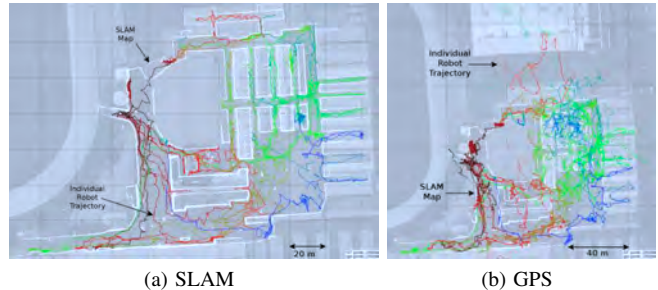 SLAM
Map
Individual
Robot
Trajectory
20 m
(a) SLAM
Individual
Robot
Trajectory
SLAM
Map
40 m
(b) GPS